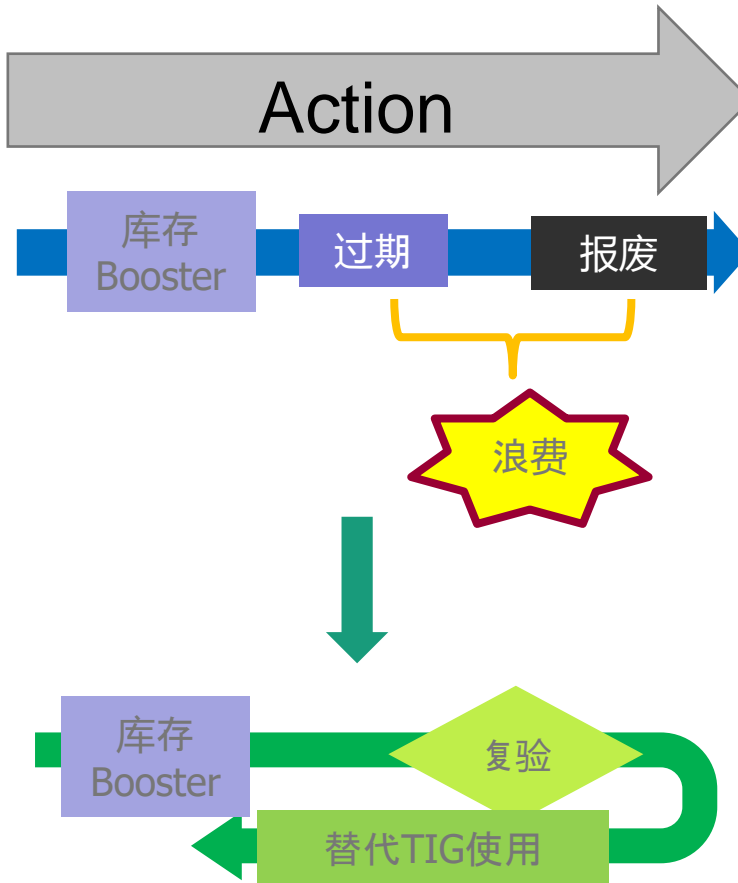 Action
库存
Booster
过期
报废
浪费
库存
Booster
复验
替代TIG使用